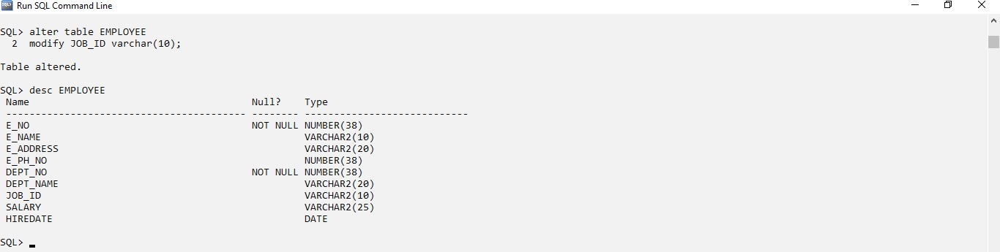 Run SQL Command Line
SQL> alter table EMPLOYEE
  2  modify JOB_ID varchar(10);
Table altered.
SQL> desc EMPLOYEE
 Name                                      Null?    Type
 ----------------------------------------- -------- ----------------------------
 E_NO                                      NOT NULL NUMBER(38)
 E_NAME                                             VARCHAR2(10)
 E_ADDRESS                                          VARCHAR2(20)
 E_PH_NO                                            NUMBER(38)
 DEPT_NO                                   NOT NULL NUMBER(38)
 DEPT_NAME                                          VARCHAR2(20)
 JOB_ID                                             VARCHAR2(10)
 SALARY                                             VARCHAR2(25)
 HIREDATE                                           DATE
SQL>